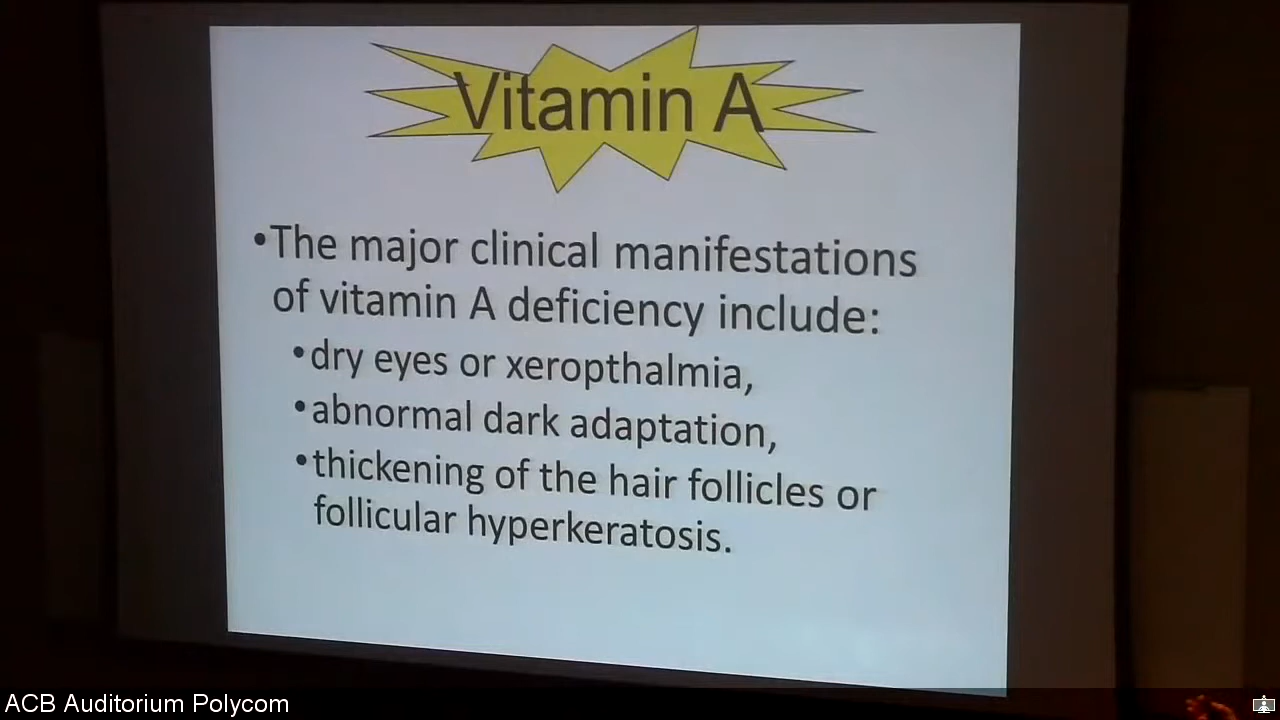 Vitamin A
•The major clinical manifestations
of vitamin A deficiency include:
•dry eyes or xeropthalmia,
•abnormal dark adaptation,
•thickening of the hair follicles or
follicular hyperkeratosis.
ACB Auditorium Polycom